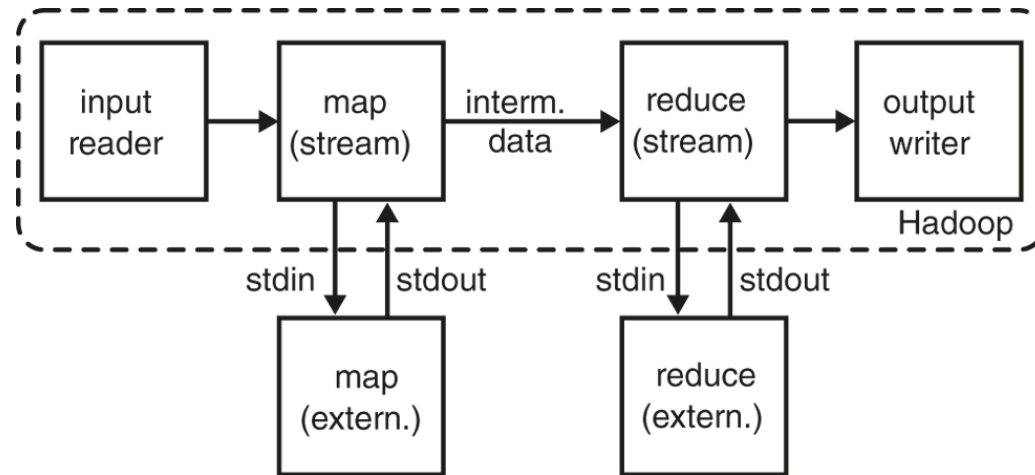 input
reader
map
(stream)
interm.
data
reduce
(stream)
output
writer
Hadoop
stdin
stdout
stdin
stdout
map
(extern.)
reduce
(extern.)